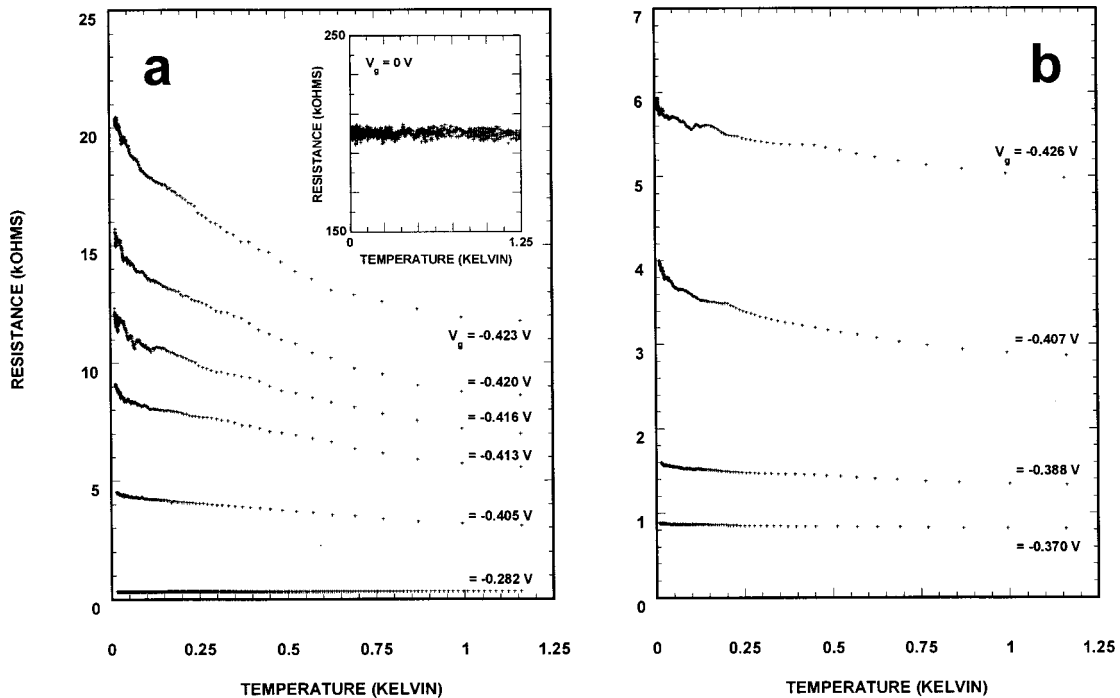 a
25
20
15
10
5
0
RESISTANCE (kOHMS)
0
0.25
0.5
0.75
1
1.25
TEMPERATURE (KELVIN)
V_g = -0.423 V
= -0.420 V
= -0.416 V
= -0.413 V
= -0.405 V
= -0.282 V
250
150
RESISTANCE (kOHMS)
V_g = 0 V
0
1.25
TEMPERATURE (KELVIN)
b
7
6
5
4
3
2
1
0
V_g = -0.426 V
= -0.407 V
= -0.388 V
= -0.370 V
0
0.25
0.5
0.75
1
1.25
TEMPERATURE (KELVIN)